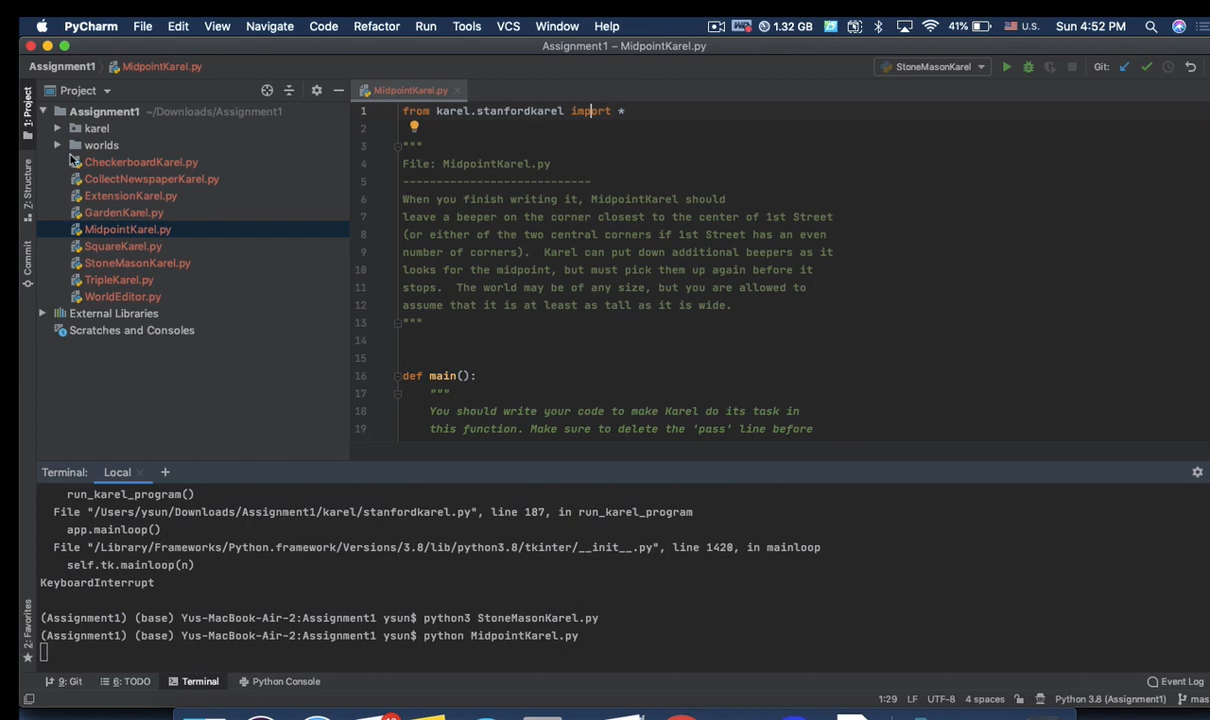 PyCharm File Edit View Navigate Code Refactor Run Tools VCS Window Help 1.32 GB 41% U.S. Sun 4:52 PM
Assignment1 – MidpointKarel.py
Assignment1 MidpointKarel.py StoneMasonKarel Git:
1: Project
Project
MidpointKarel.py
Assignment1 ~/Downloads/Assignment1
karel
worlds
CheckerboardKarel.py
CollectNewspaperKarel.py
ExtensionKarel.py
GardenKarel.py
MidpointKarel.py
SquareKarel.py
StoneMasonKarel.py
TripleKarel.py
WorldEditor.py
External Libraries
Scratches and Consoles
Z: Structure
Commit
2: Favorites
1 from karel.stanfordkarel import *
2
3 """
4 File: MidpointKarel.py
5 ----------------------------
6 When you finish writing it, MidpointKarel should
7 leave a beeper on the corner closest to the center of 1st Street
8 (or either of the two central corners if 1st Street has an even
9 number of corners).  Karel can put down additional beepers as it
10 looks for the midpoint, but must pick them up again before it
11 stops.  The world may be of any size, but you are allowed to
12 assume that it is at least as tall as it is wide.
13 """
14
15
16 def main():
17 """
18 You should write your code to make Karel do its task in
19 this function. Make sure to delete the 'pass' line before
Terminal: Local +
run_karel_program()
File "/Users/ysun/Downloads/Assignment1/karel/stanfordkarel.py", line 187, in run_karel_program
app.mainloop()
File "/Library/Frameworks/Python.framework/Versions/3.8/lib/python3.8/tkinter/__init__.py", line 1420, in mainloop
self.tk.mainloop(n)
KeyboardInterrupt
(Assignment1) (base) Yus-MacBook-Air-2:Assignment1 ysun$ python3 StoneMasonKarel.py
(Assignment1) (base) Yus-MacBook-Air-2:Assignment1 ysun$ python MidpointKarel.py
9: Git 6: TODO Terminal Python Console Event Log
1:29 LF UTF-8 4 spaces Python 3.8 (Assignment1) mas